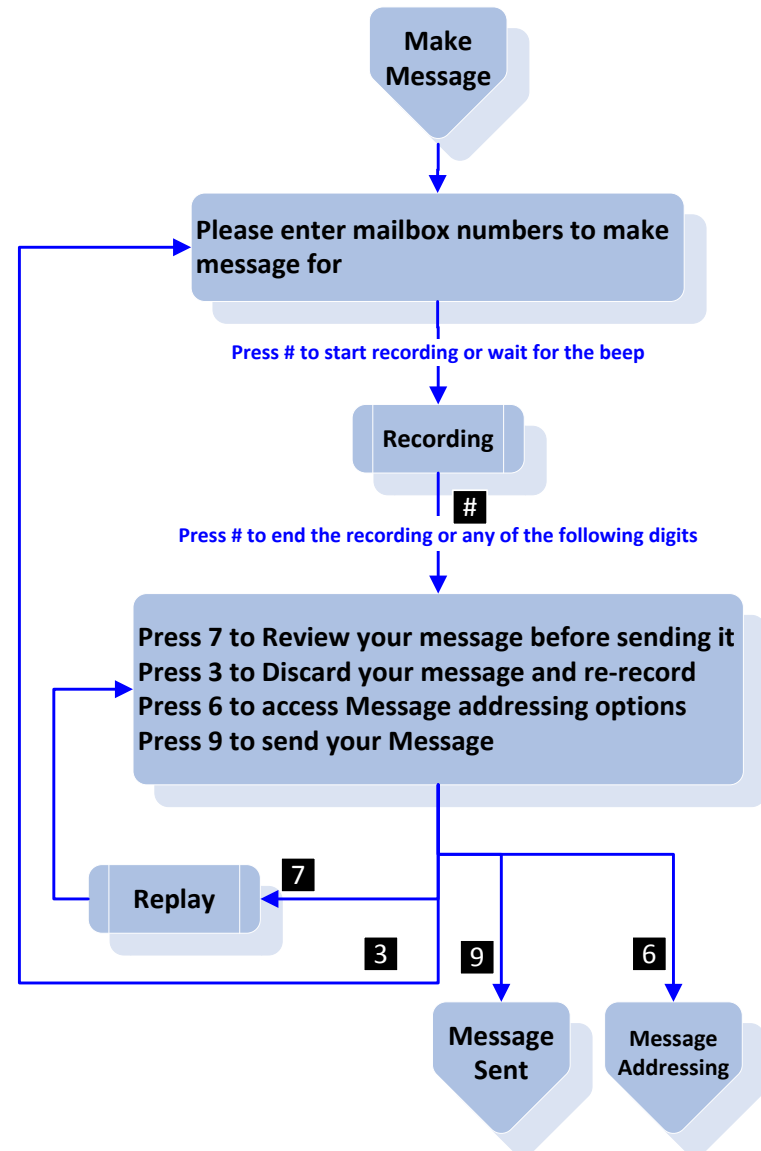 Make
Message
Please enter mailbox numbers to make
message for
Press # to start recording or wait for the beep
Recording
#
Press # to end the recording or any of the following digits
Press 7 to Review your message before sending it
Press 3 to Discard your message and re-record
Press 6 to access Message addressing options
Press 9 to send your Message
7
Replay
3
9
6
Message
Sent
Message
Addressing